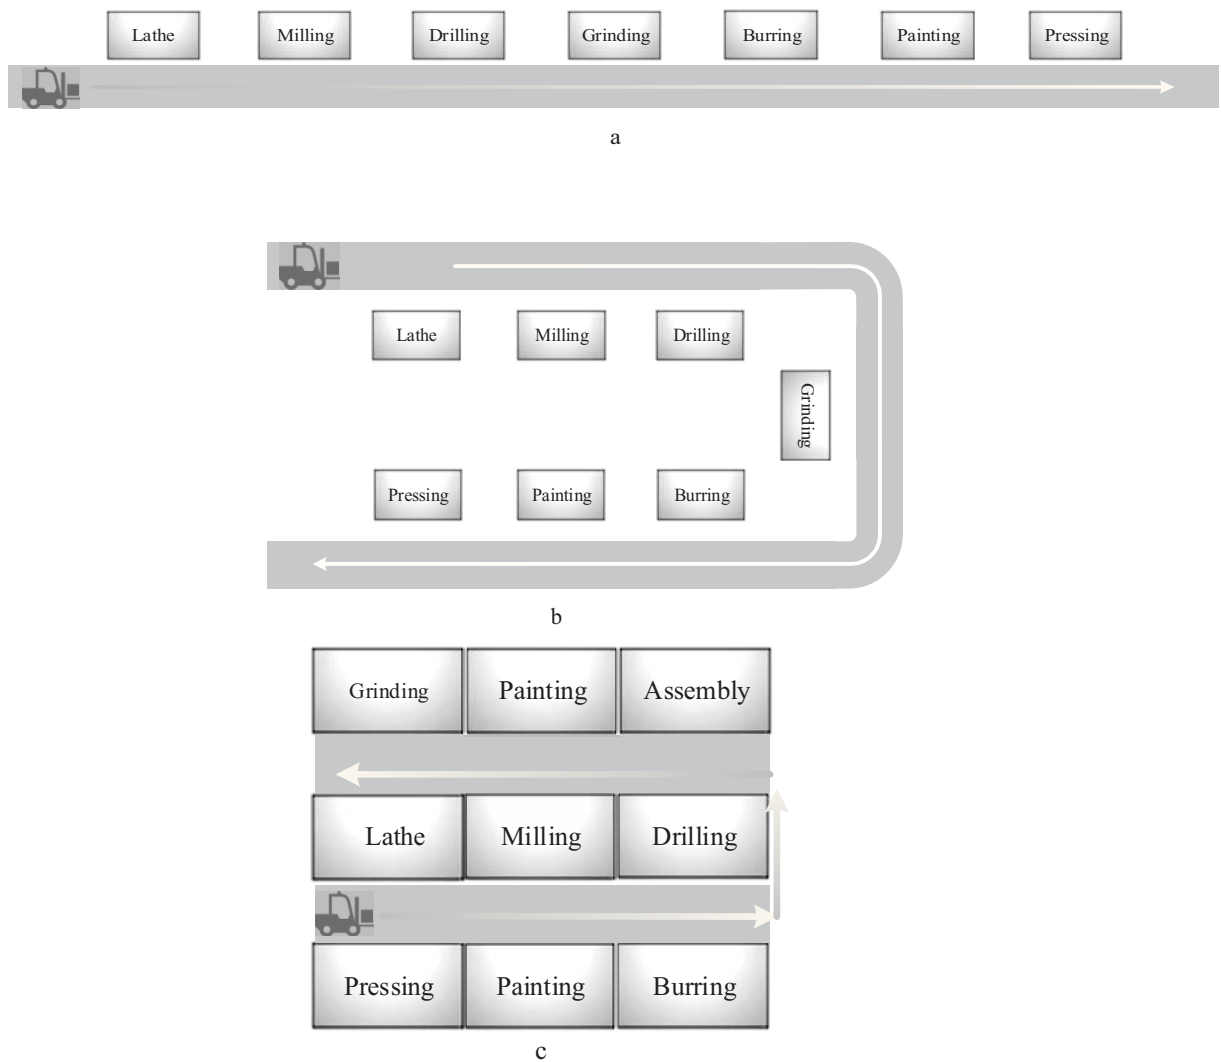 Lathe Milling Drilling Grinding Burring Painting Pressing
a
Lathe Milling Drilling
Grinding
Pressing Painting Burring
b
Grinding Painting Assembly
Lathe Milling Drilling
Pressing Painting Burring
c